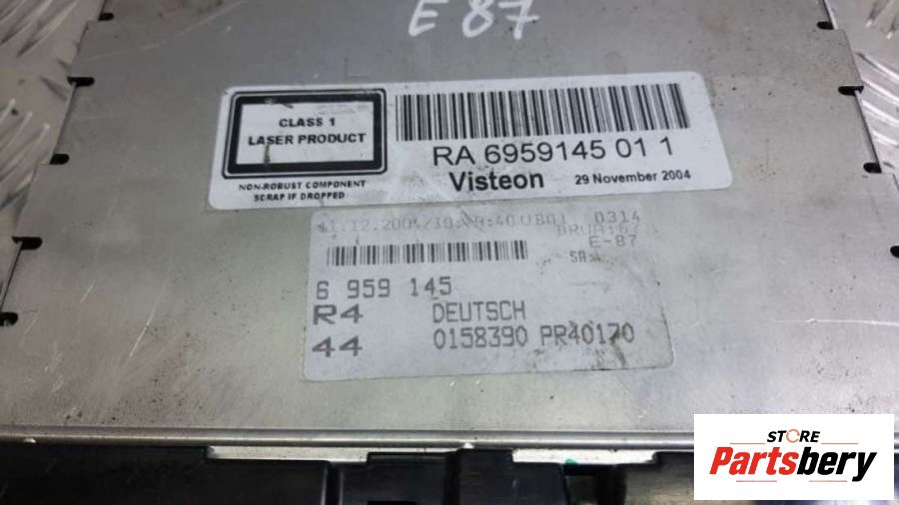 E 87
CLASS 1
LASER PRODUCT
NON-ROBUST COMPONENT
SCRAP IF DROPPED
RA 6959145 01 1
Visteon 29 November 2004
0314
E-87
6 959 145
R4 DEUTSCH
44 0158390 PR40170
STORE
Partsbery